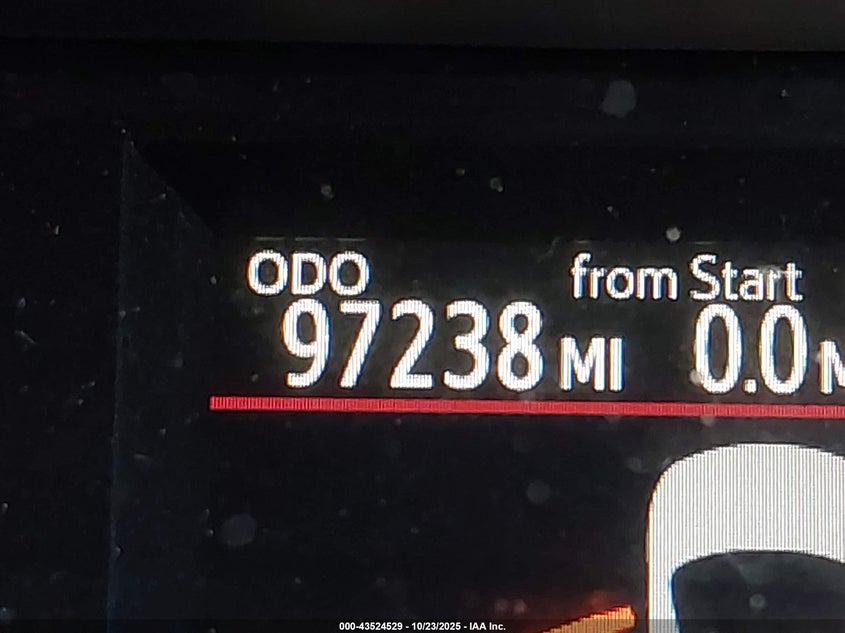 ODO from Start
97238 MI 0.0
000-43524529 - 10/23/2025 - IAA Inc.